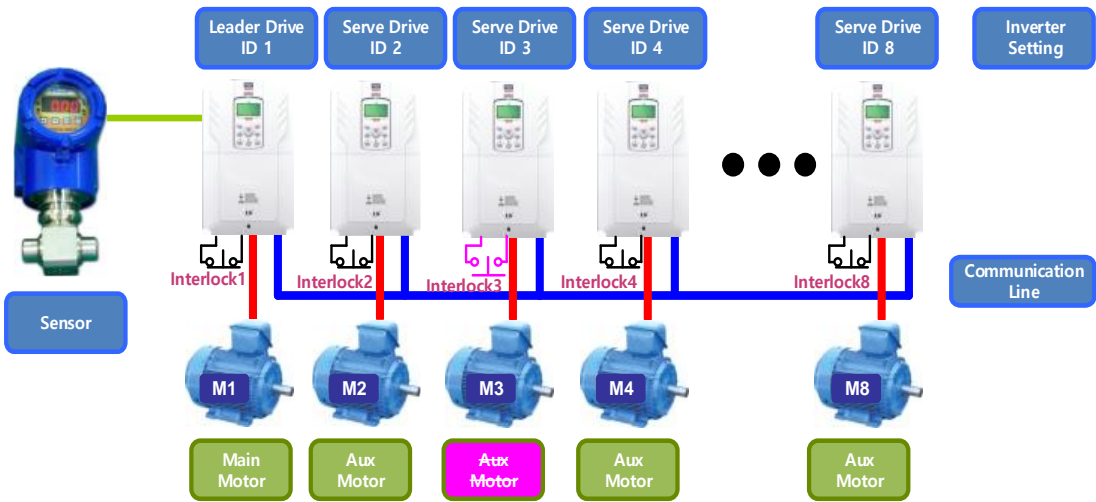 Leader Drive
ID 1
Serve Drive
ID 2
Serve Drive
ID 3
Serve Drive
ID 4
Serve Drive
ID 8
Inverter
Setting
Interlock1
Interlock2
Interlock3
Interlock4
Interlock8
Communication
Line
Sensor
M1
M2
M3
M4
M8
Main
Motor
Aux
Motor
Aux
Motor
Aux
Motor
Aux
Motor